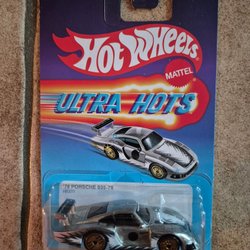 Hot Wheels
MATTEL
ULTRA HOTS
'78 PORSCHE 935-78